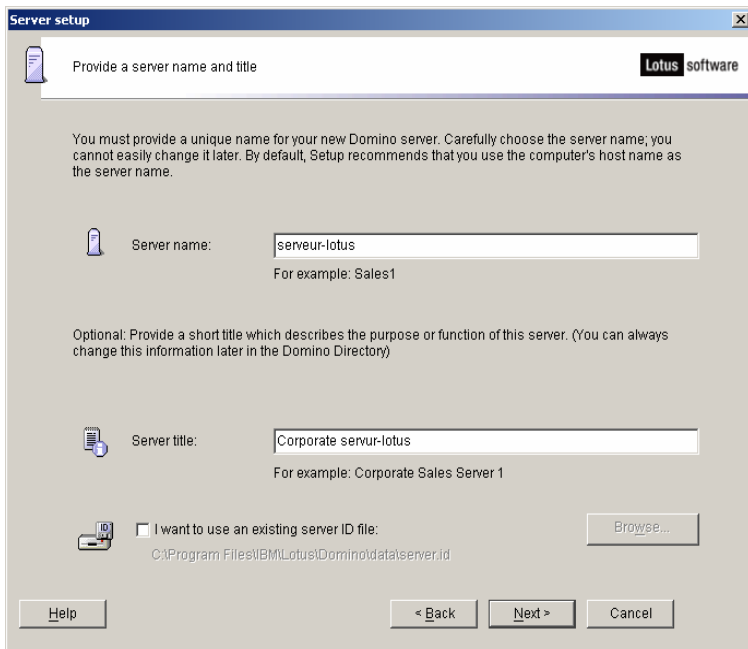 Server setup
Provide a server name and title
Lotus software
You must provide a unique name for your new Domino server. Carefully choose the server name; you
cannot easily change it later. By default, Setup recommends that you use the computer's host name as
the server name.
Server name:
serveur-lotus
For example: Sales1
Optional: Provide a short title which describes the purpose or function of this server. (You can always
change this information later in the Domino Directory)
Server title:
Corporate servur-lotus
For example: Corporate Sales Server 1
ID
I want to use an existing server ID file:
Browse...
C:\Program Files\IBM\Lotus\Domino\data\server.id
Help
< Back
Next >
Cancel